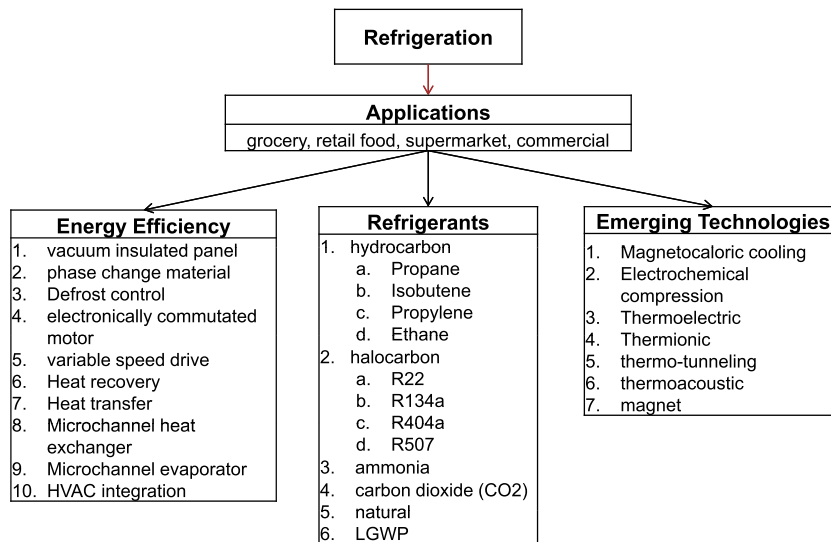 Refrigeration
Applications
grocery, retail food, supermarket, commercial
Energy Efficiency
1. vacuum insulated panel
2. phase change material
3. Defrost control
4. electronically commutated
motor
5. variable speed drive
6. Heat recovery
7. Heat transfer
8. Microchannel heat
exchanger
9. Microchannel evaporator
10. HVAC integration
Refrigerants
1. hydrocarbon
a. Propane
b. Isobutene
c. Propylene
d. Ethane
2. halocarbon
a. R22
b. R134a
c. R404a
d. R507
3. ammonia
4. carbon dioxide (CO2)
5. natural
6. LGWP
Emerging Technologies
1. Magnetocaloric cooling
2. Electrochemical
compression
3. Thermoelectric
4. Thermionic
5. thermo-tunneling
6. thermoacoustic
7. magnet